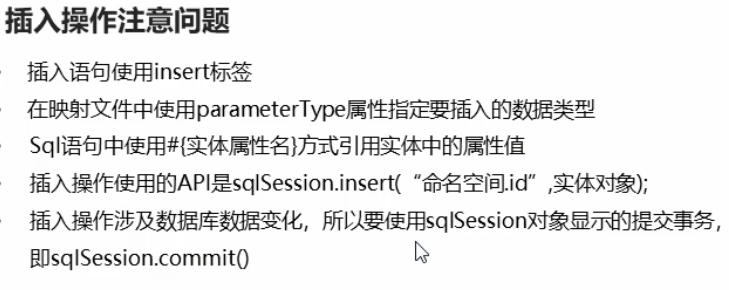 插入操作注意问题
• 插入语句使用insert标签
• 在映射文件中使用parameterType属性指定要插入的数据类型
• Sql语句中使用#{实体属性名}方式引用实体中的属性值
• 插入操作使用的API是sqlSession.insert(“命名空间.id”,实体对象);
• 插入操作涉及数据库数据变化，所以要使用sqlSession对象显示的提交事务，
即sqlSession.commit()